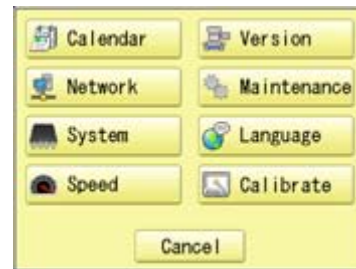 Calendar
Version
Network
Maintenance
System
Language
Speed
Calibrate
Cancel